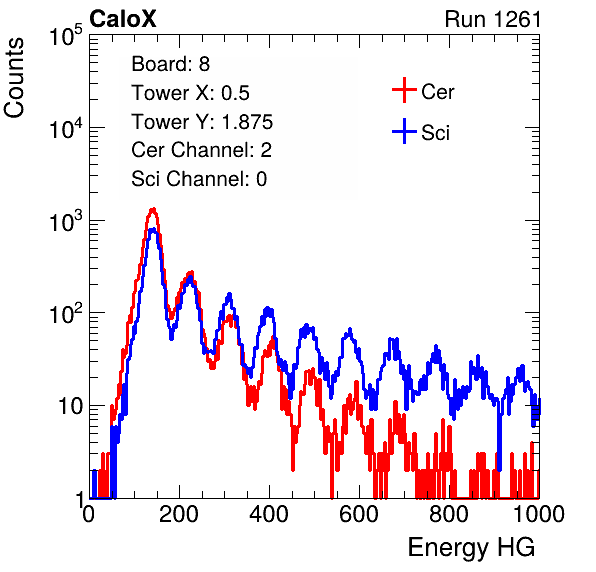 CaloX Run 1261
Counts
10^5
10^4
10^3
10^2
10
1
Board: 8
Tower X: 0.5
Tower Y: 1.875
Cer Channel: 2
Sci Channel: 0
Cer
Sci
0 200 400 600 800 1000
Energy HG